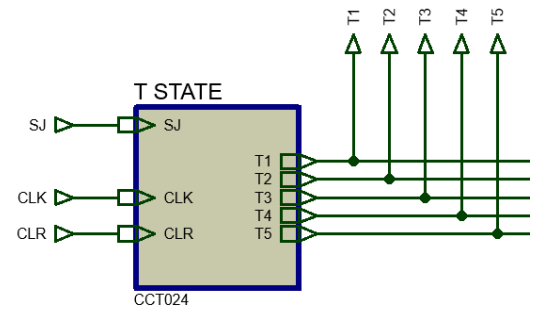 T1 T2 T3 T4 T5
T STATE
SJ SJ
T1
T2
CLK CLK T3
T4
CLR CLR T5
CCT024